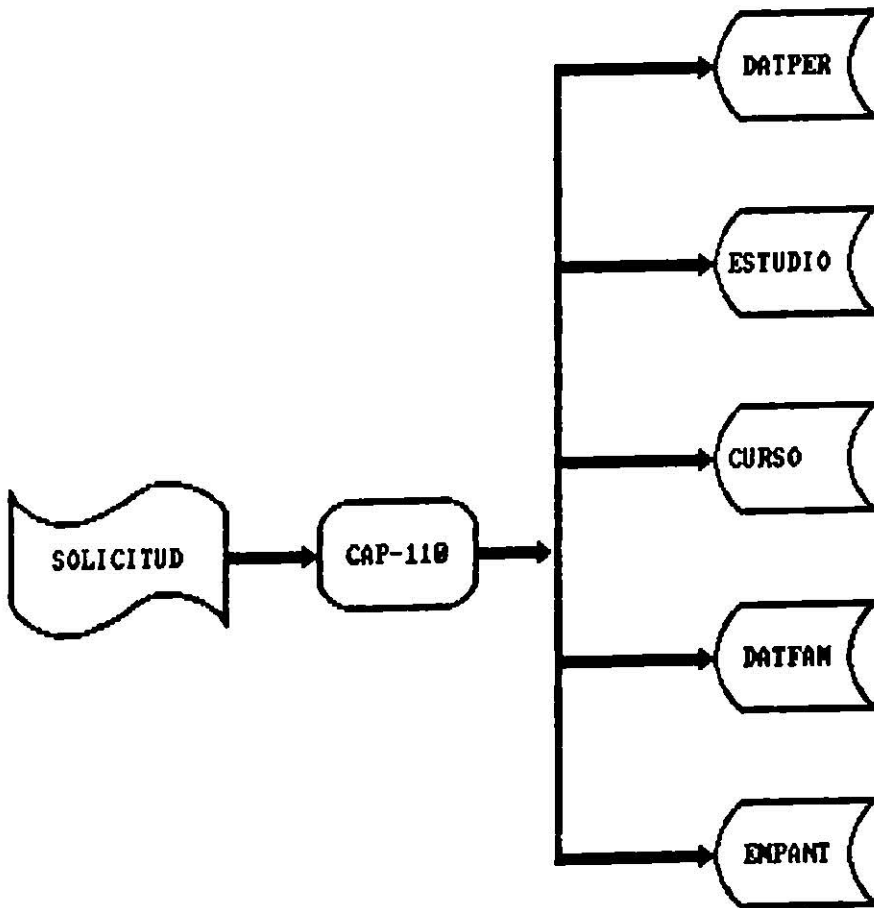 DATPER
ESTUDIO
CURSO
SOLICITUD
CAP-110
DATFAM
EMPANT